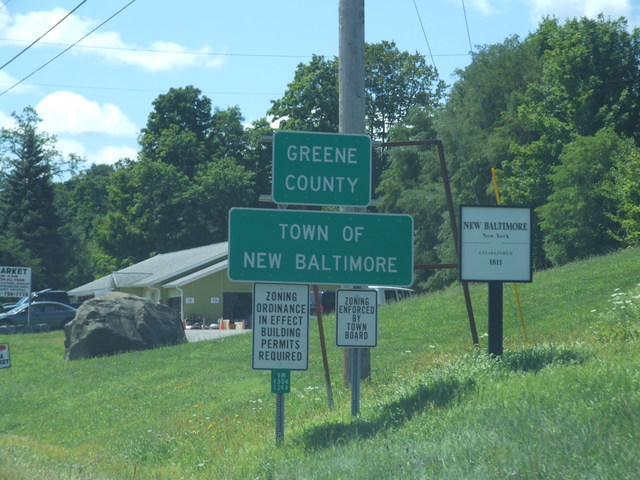 GREENE
COUNTY
TOWN OF
NEW BALTIMORE
ZONING
ORDINANCE
IN EFFECT
BUILDING
PERMITS
REQUIRED
ZONING
ENFORCED
BY
TOWN
BOARD
NEW BALTIMORE
New York
ESTABLISHED
1811
ARKET
9W